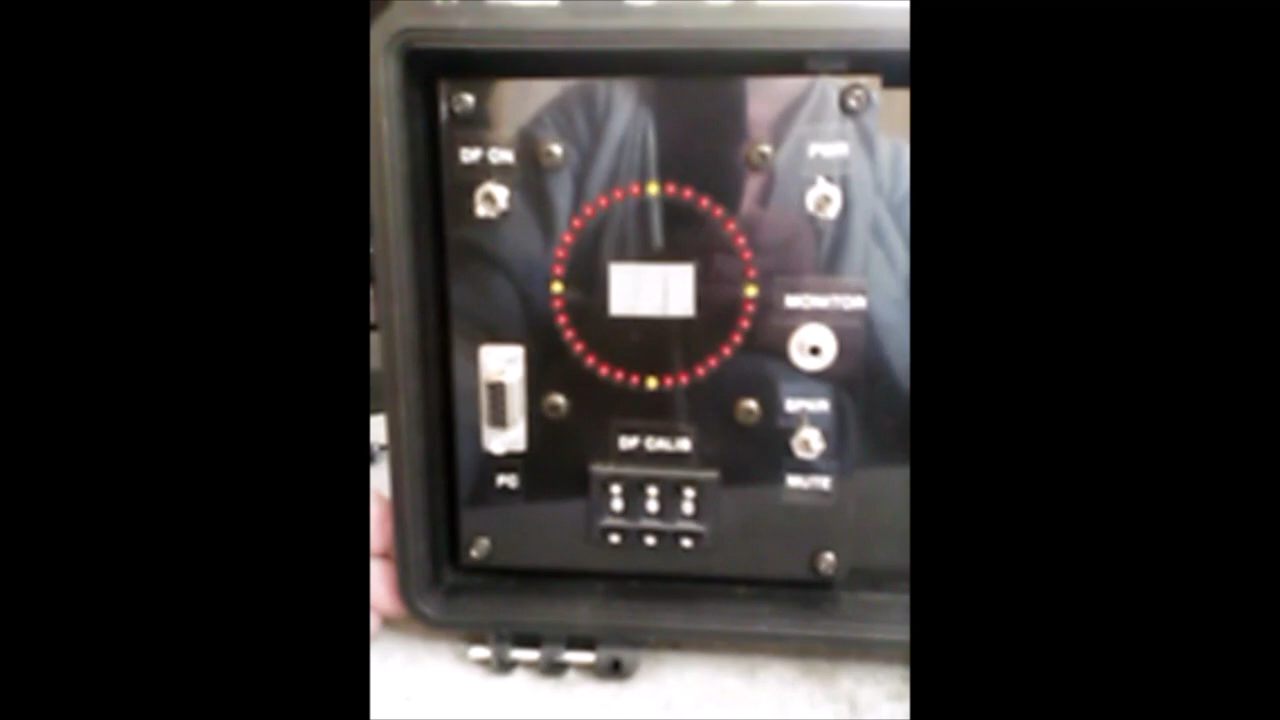 DF ON
PWR
MONITOR
SPKR
DF CALIB
PC
MUTE